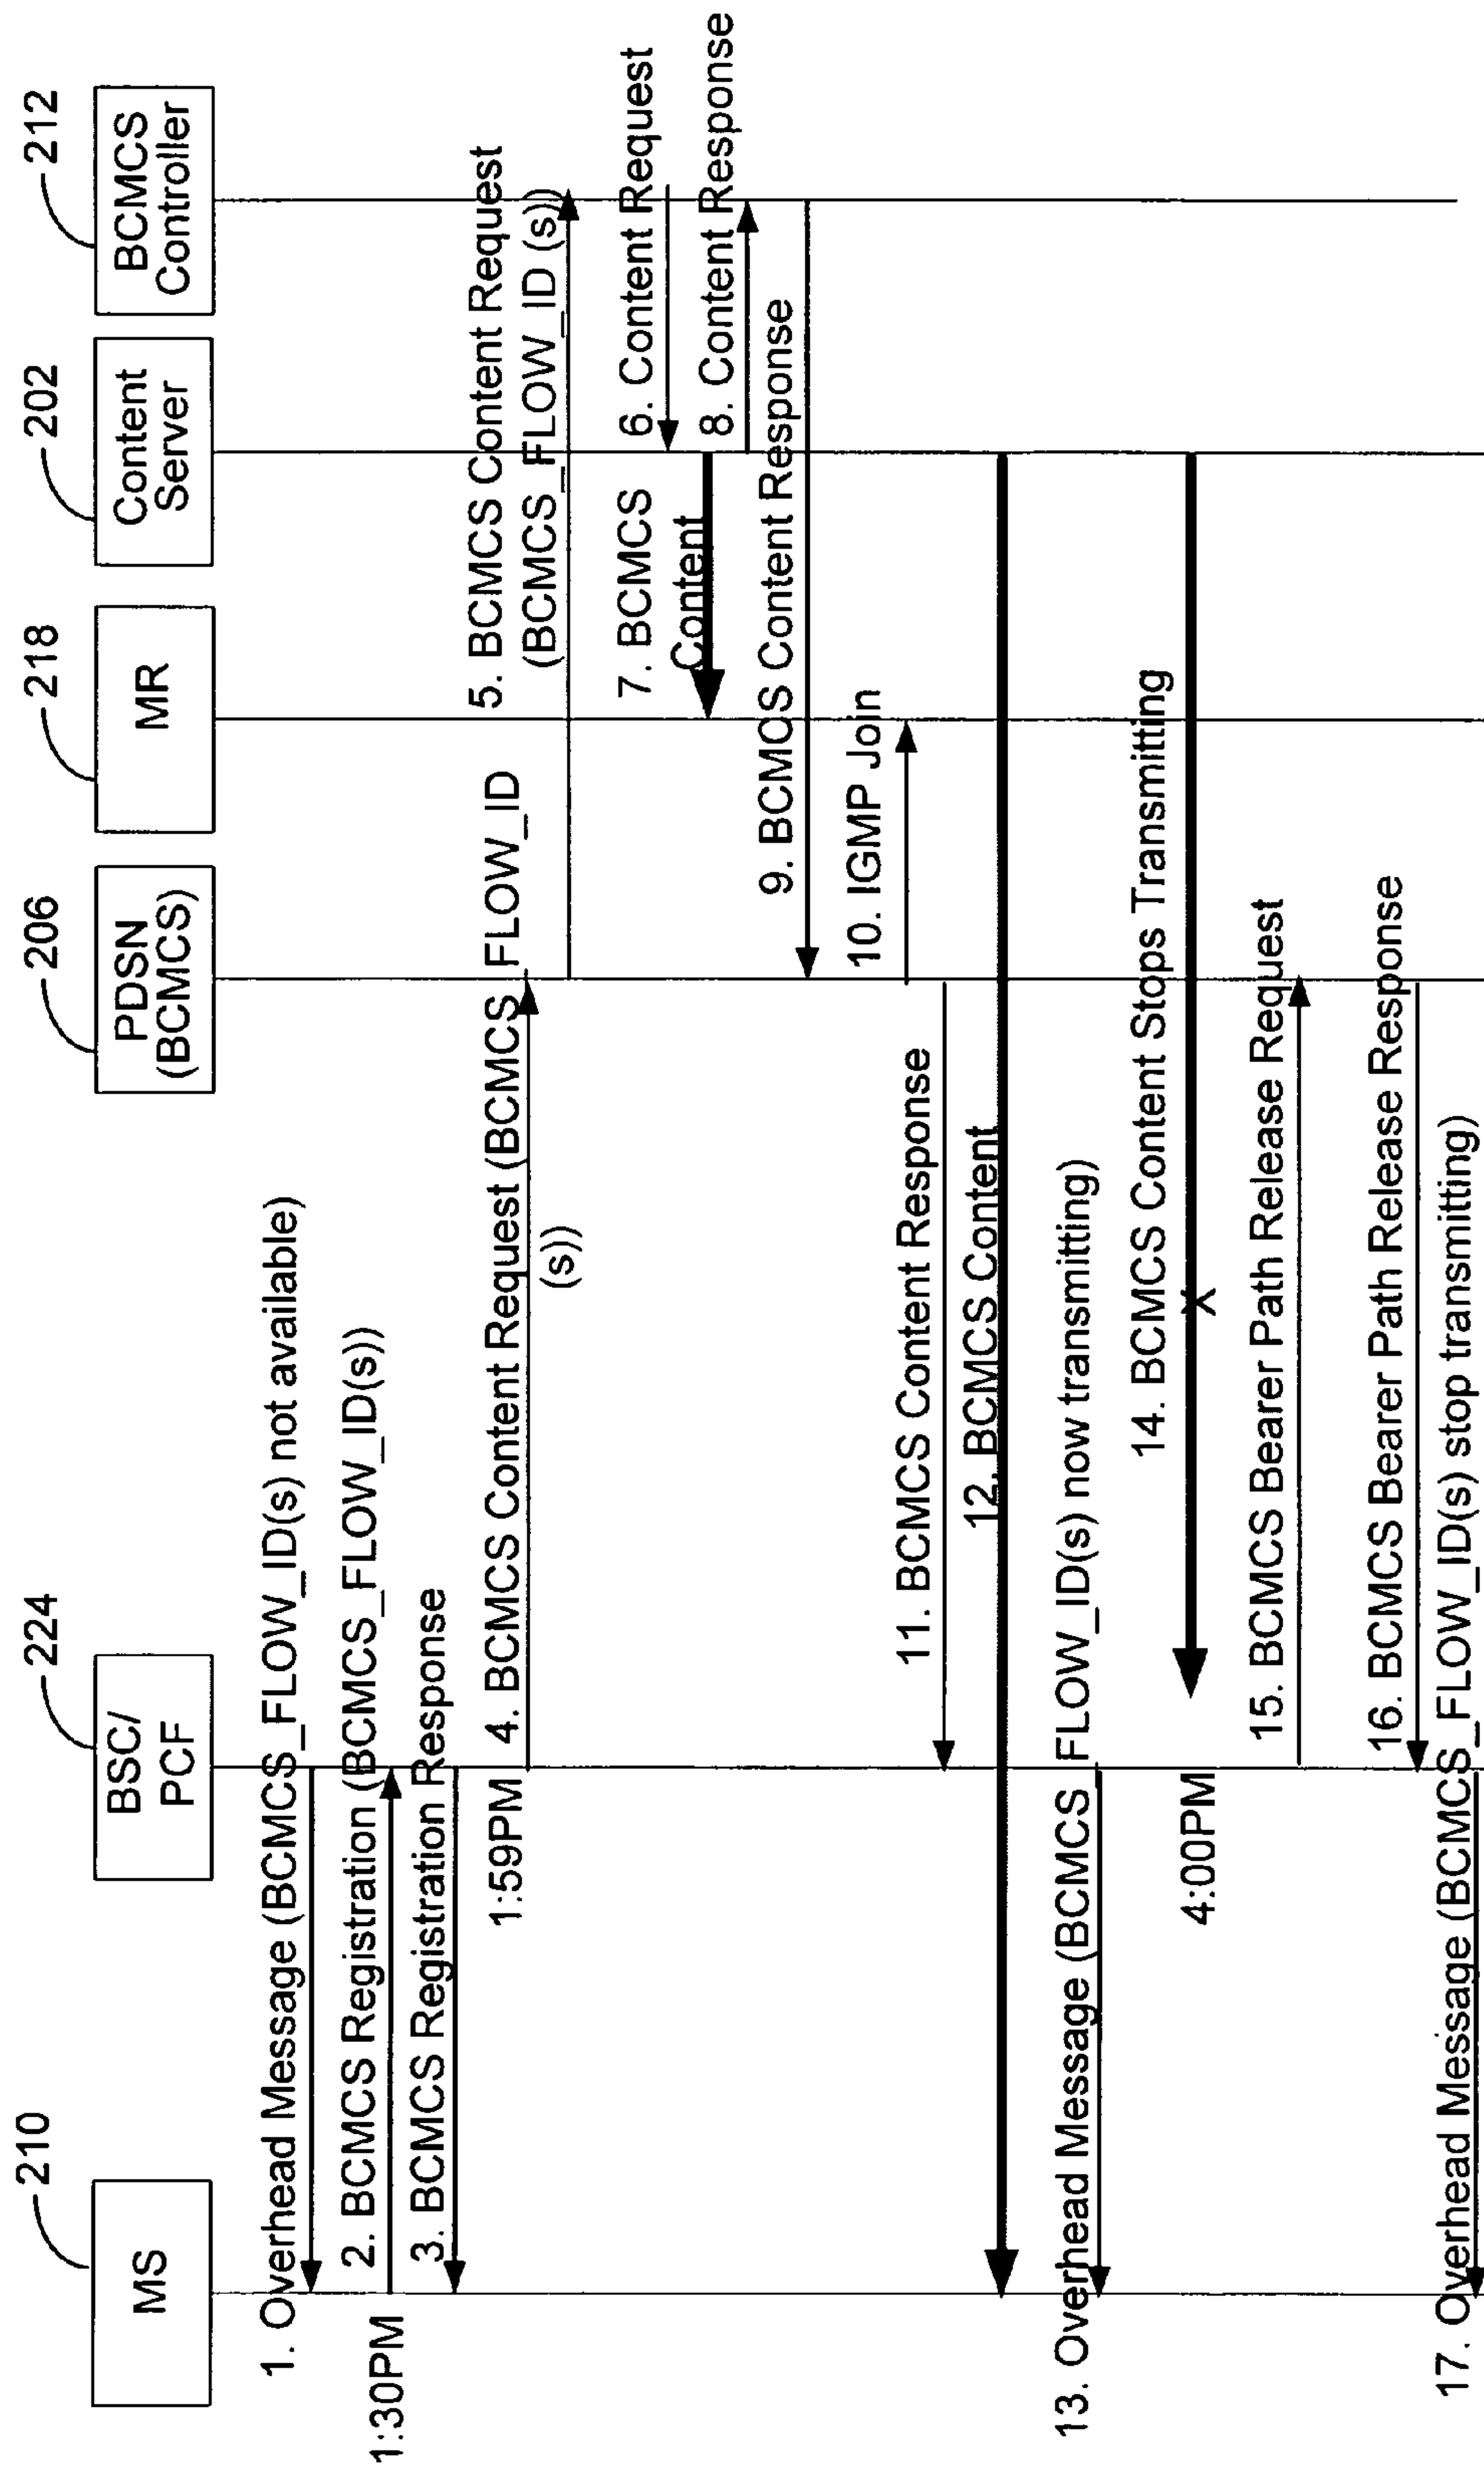 210
224
206
218
202
212
MS
BSC/
PCF
PDSN
(BCMCS)
MR
Content
Server
BCMCS
Controller
1. Overhead Message (BCMCS_FLOW_ID(s) not available)
1:30PM
2. BCMCS Registration (BCMCS_FLOW_ID(s))
3. BCMCS Registration Response
1:59PM
4. BCMCS Content Request (BCMCS_FLOW_ID
(s))
5. BCMCS Content Request
(BCMCS_FLOW_ID (s))
6. Content Request
7. BCMCS
Content
8. Content Response
9. BCMCS Content Response
10. IGMP Join
11. BCMCS Content Response
12. BCMCS Content
13. Overhead Message (BCMCS_FLOW_ID(s) now transmitting)
14. BCMCS Content Stops Transmitting
X
4:00PM
15. BCMCS Bearer Path Release Request
16. BCMCS Bearer Path Release Response
17. Overhead Message (BCMCS_FLOW_ID(s) stop transmitting)